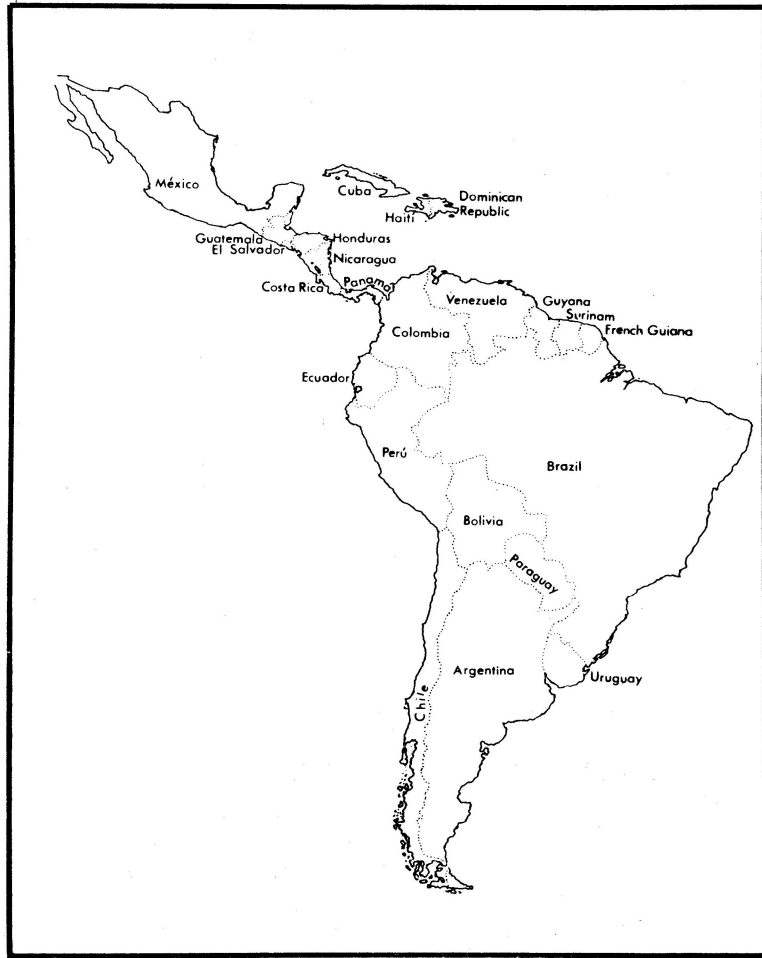 México
Cuba
Dominican
Republic
Haiti
Guatemala
Honduras
El Salvador
Nicaragua
Costa Rica
Panama
Venezuela
Guyana
Surinam
French Guiana
Colombia
Ecuador
Perú
Brazil
Bolivia
Paraguay
Argentina
Uruguay
Chile